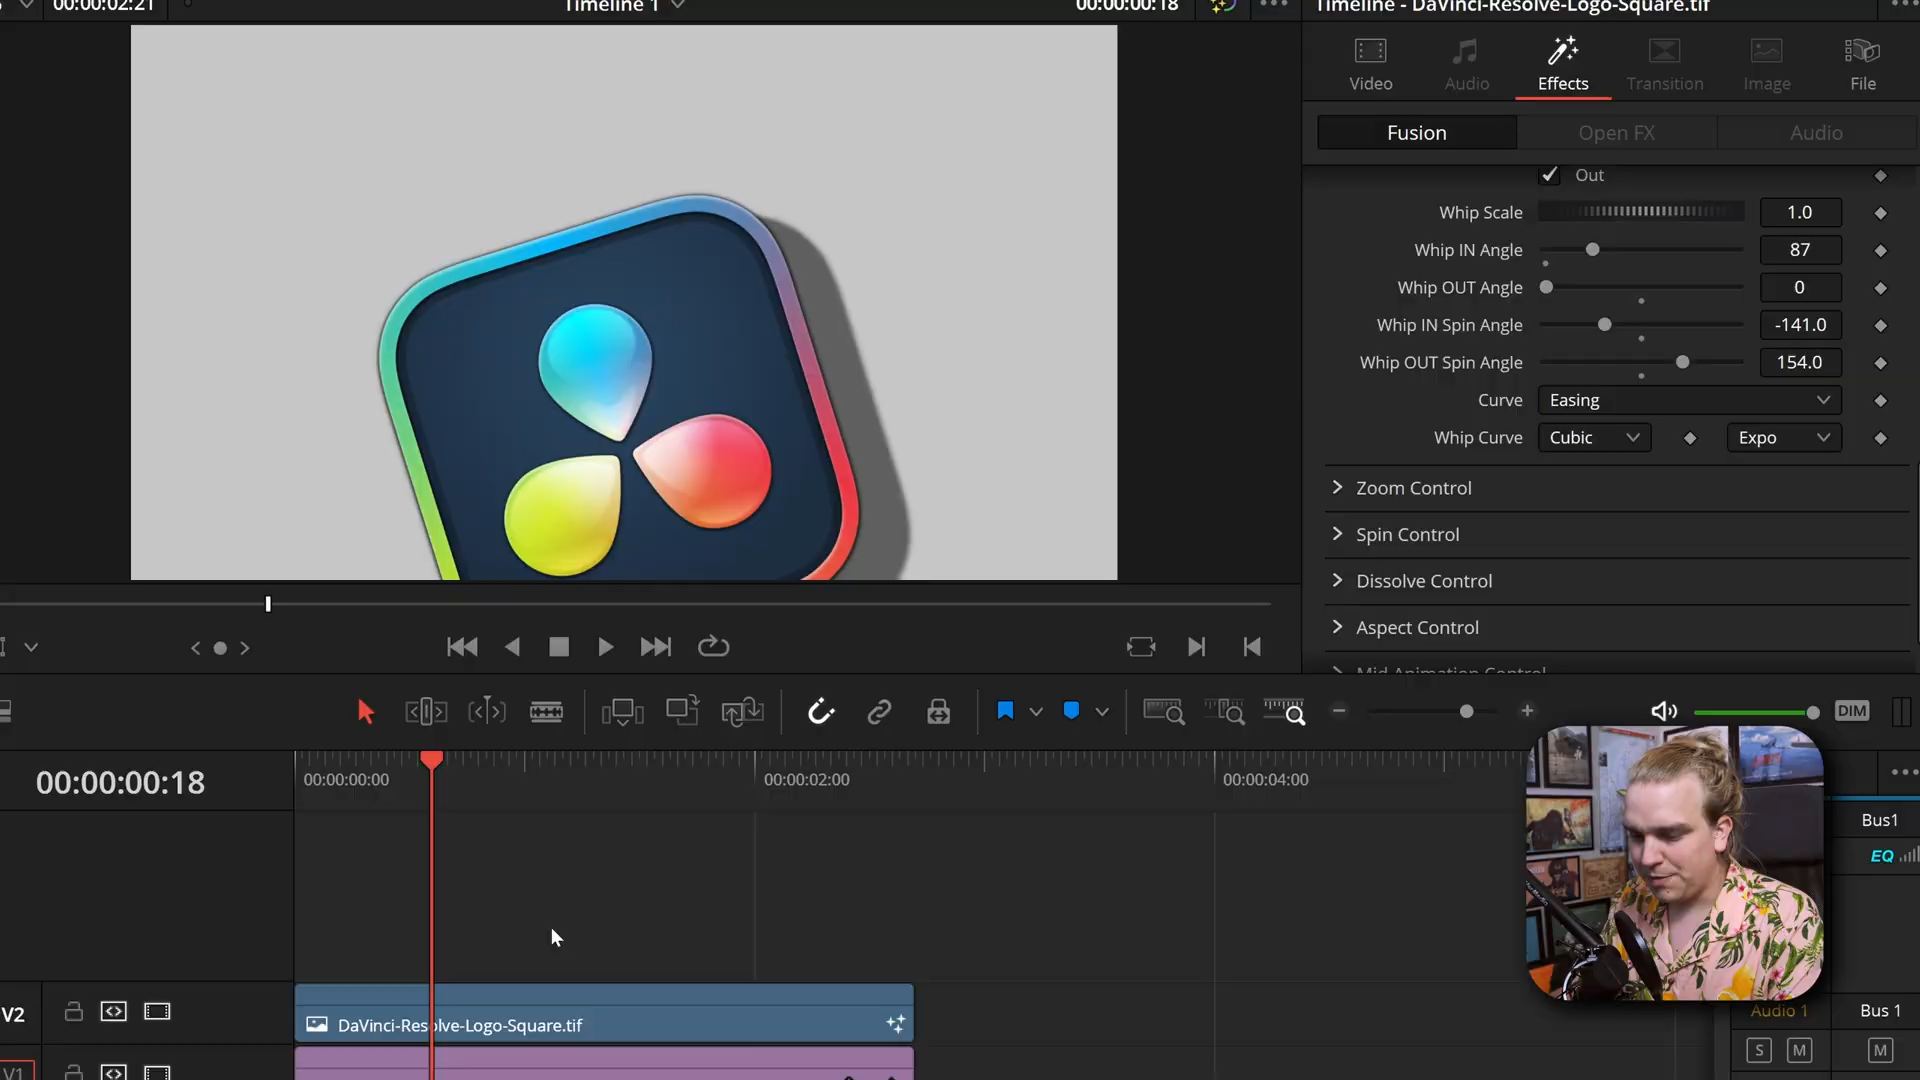 00:00:02:21
Timeline 1
00:00:00:18
Timeline - DaVinci-Resolve-Logo-Square.tif
Video
Audio
Effects
Transition
Image
File
Fusion
Open FX
Audio
Out
Whip Scale
1.0
Whip IN Angle
87
Whip OUT Angle
0
Whip IN Spin Angle
-141.0
Whip OUT Spin Angle
154.0
Curve
Easing
Whip Curve
Cubic
Expo
Zoom Control
Spin Control
Dissolve Control
Aspect Control
Mid Animation Control
DIM
00:00:00:18
00:00:00:00
00:00:02:00
00:00:04:00
Bus1
EQ
V2
DaVinci-Resolve-Logo-Square.tif
Audio 1
Bus 1
V1
S
M
M